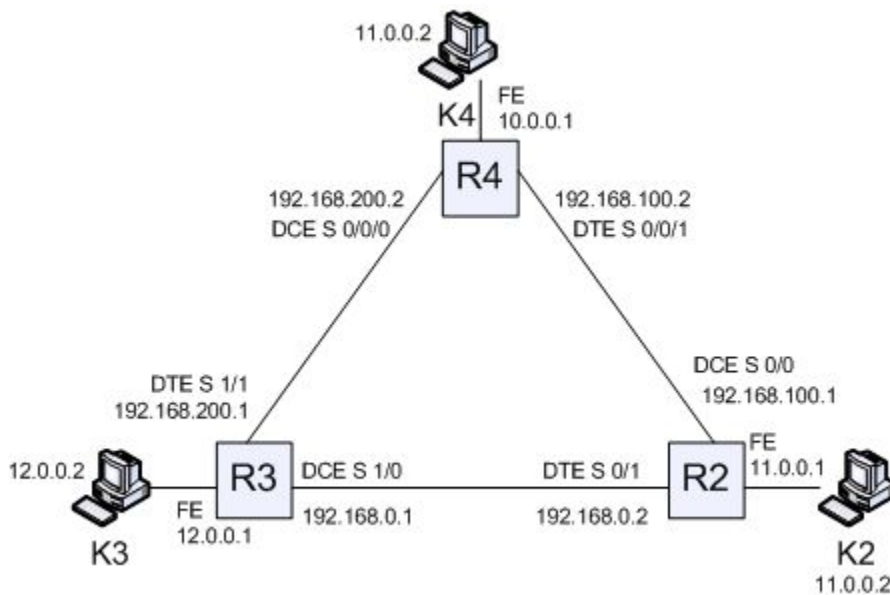 11.0.0.2
K4
FE
10.0.0.1
R4
192.168.200.2
DCE S 0/0/0
192.168.100.2
DTE S 0/0/1
DTE S 1/1
192.168.200.1
DCE S 0/0
192.168.100.1
12.0.0.2
K3
FE
12.0.0.1
R3
DCE S 1/0
192.168.0.1
DTE S 0/1
192.168.0.2
R2
FE
11.0.0.1
K2
11.0.0.2